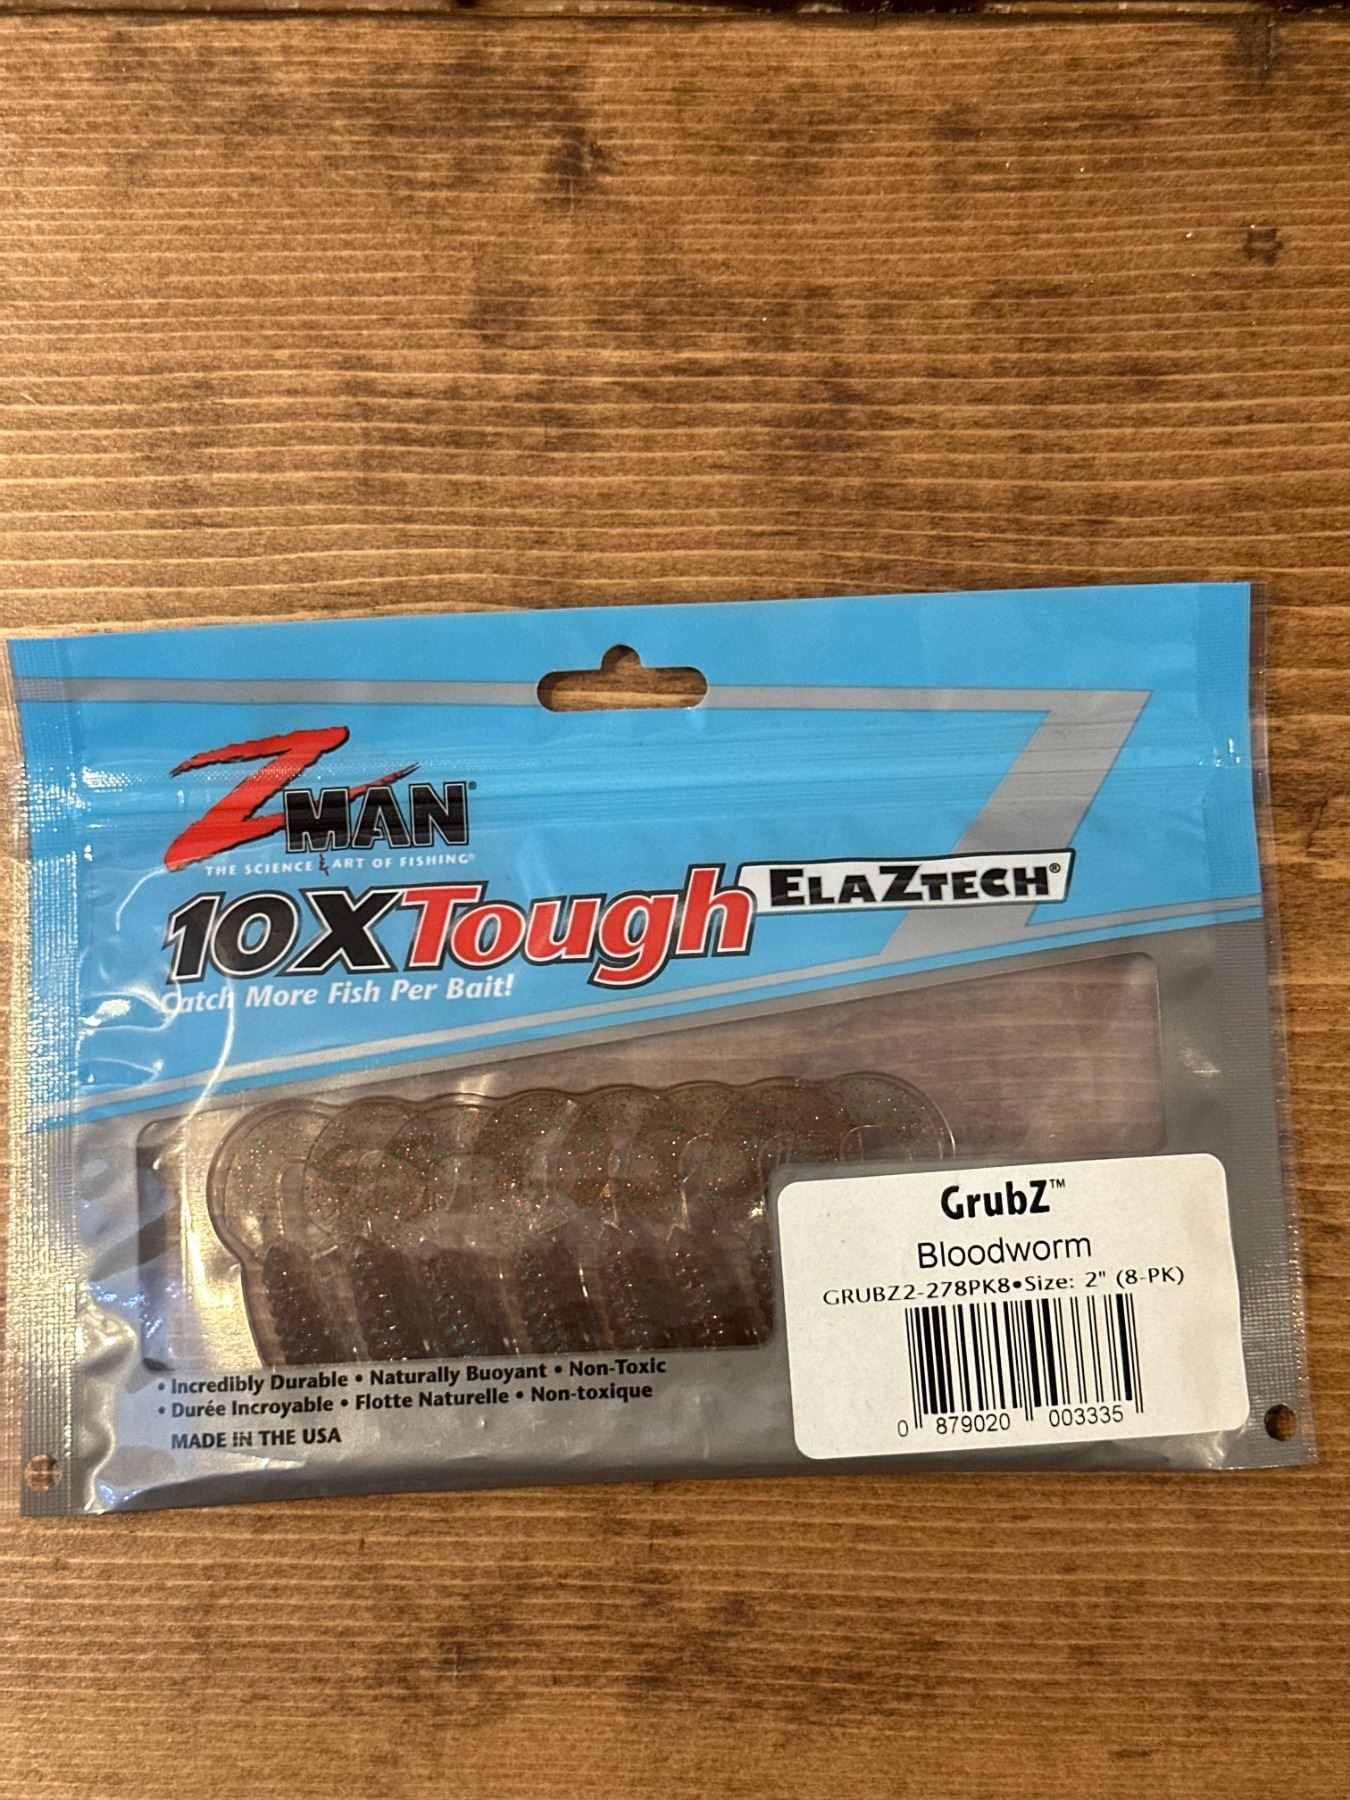 ZMAN®
THE SCIENCE & ART OF FISHING®
10X Tough ELAZTECH®
Catch More Fish Per Bait!
GrubZ™
Bloodworm
GRUBZ2-278PK8•Size: 2" (8-PK)
0 879020 003335
• Incredibly Durable • Naturally Buoyant • Non-Toxic
• Durée Incroyable • Flotte Naturelle • Non-toxique
MADE IN THE USA